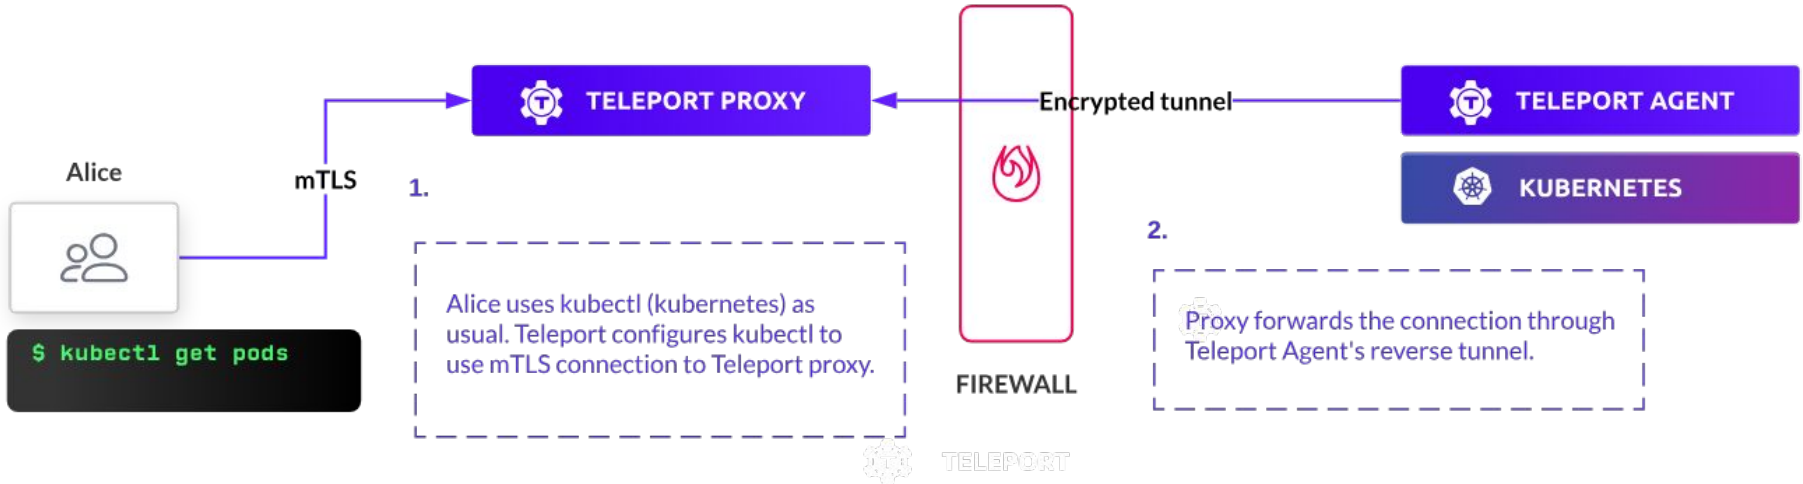 TELEPORT PROXY
Encrypted tunnel
TELEPORT AGENT
Alice
mTLS
1.
KUBERNETES
2.
Alice uses kubectl (kubernetes) as
usual. Teleport configures kubectl to
use mTLS connection to Teleport proxy.
Proxy forwards the connection through
Teleport Agent's reverse tunnel.
$ kubectl get pods
FIREWALL
TELEPORT